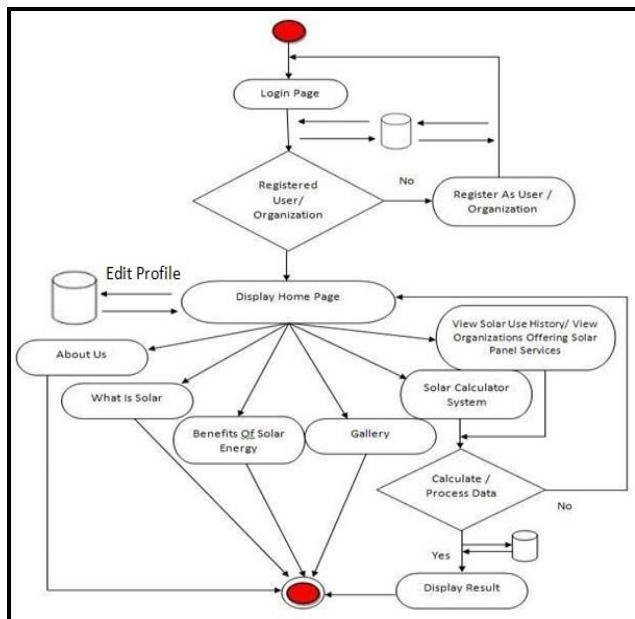 Login Page
Registered
User/
Organization
No
Register As User /
Organization
Edit Profile
Display Home Page
About Us
View Solar Use History/ View
Organizations Offering Solar
Panel Services
What Is Solar
Solar Calculator
System
Benefits Of Solar
Energy
Gallery
Calculate /
Process Data
No
Yes
Display Result